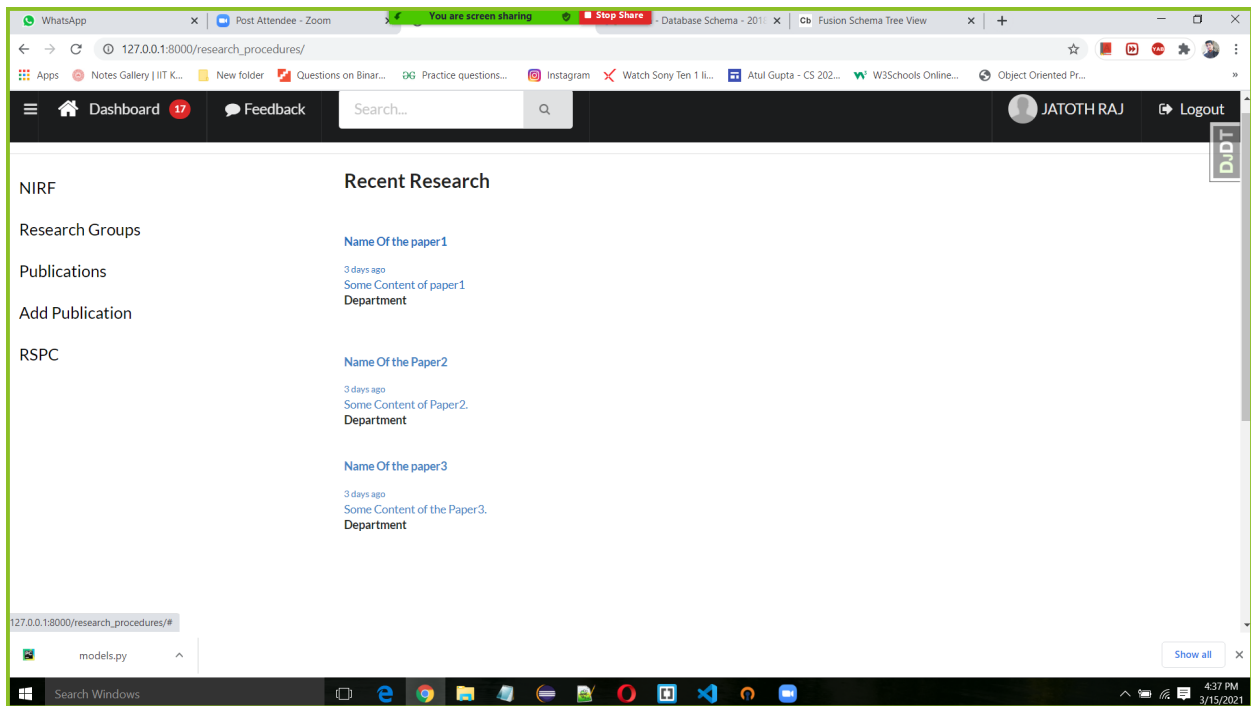 WhatsApp
Post Attendee - Zoom
You are screen sharing
Stop Share
- Database Schema - 201
Cb Fusion Schema Tree View
127.0.0.1:8000/research_procedures/
Apps
Notes Gallery | IIT K...
New folder
Questions on Binar...
Practice questions...
Instagram
Watch Sony Ten 1 li...
Atul Gupta - CS 202...
W3Schools Online...
Object Oriented Pr...
»
Dashboard 17
Feedback
Search...
JATOTH RAJ
Logout
DJDT
NIRF
Research Groups
Publications
Add Publication
RSPC
Recent Research
Name Of the paper1
3 days ago
Some Content of paper1
Department
Name Of the Paper2
3 days ago
Some Content of Paper2.
Department
Name Of the paper3
3 days ago
Some Content of the Paper3.
Department
127.0.0.1:8000/research_procedures/#
models.py
Show all
Search Windows
4:37 PM
3/15/2021